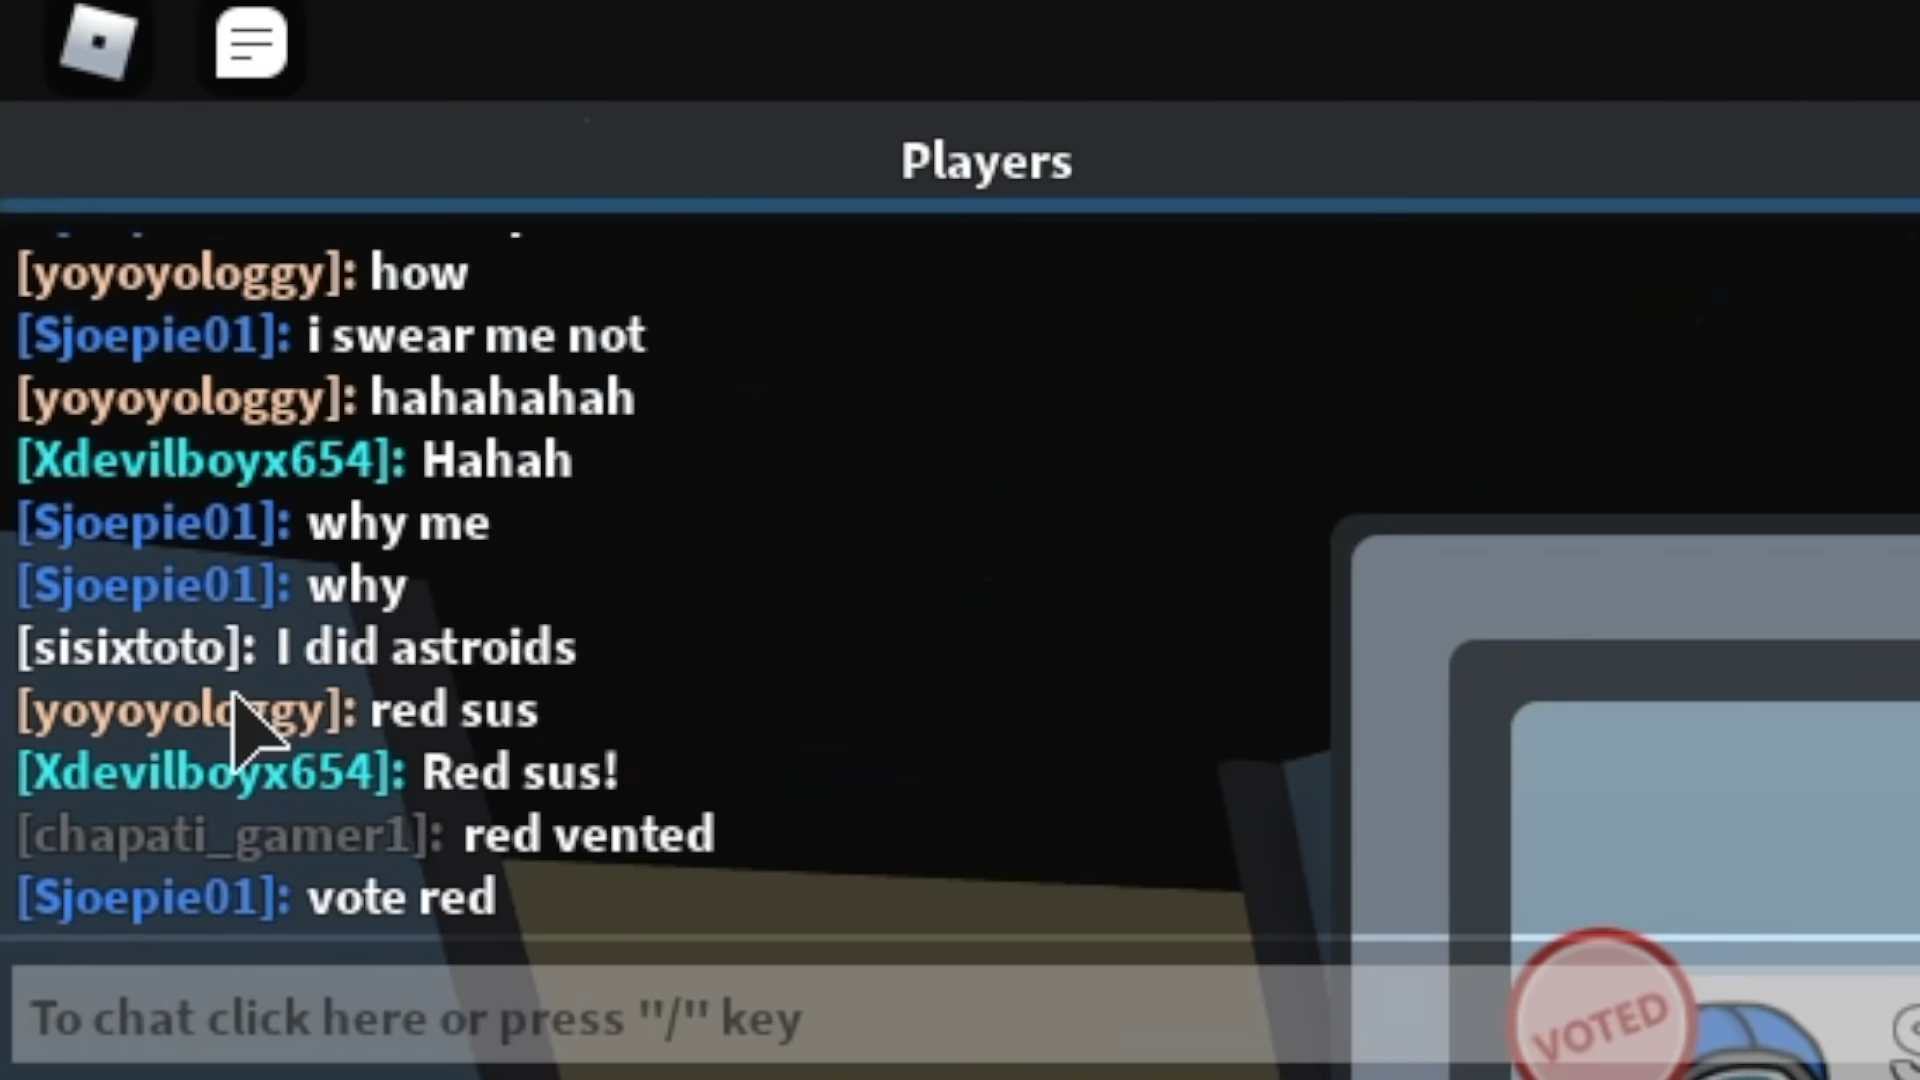 Players
[yoyoyologgy]: how
[Sjoepie01]: i swear me not
[yoyoyologgy]: hahahahah
[Xdevilboyx654]: Hahah
[Sjoepie01]: why me
[Sjoepie01]: why
[sisixtoto]: I did astroids
[yoyoyologgy]: red sus
[Xdevilboyx654]: Red sus!
[chapati_gamer1]: red vented
[Sjoepie01]: vote red
To chat click here or press "/" key
VOTED
S